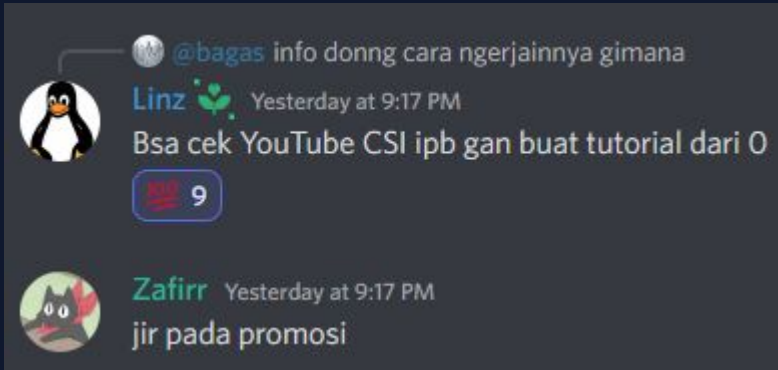 @bagas info donng cara ngerjainnya gimana
Linz Yesterday at 9:17 PM
Bsa cek YouTube CSI ipb gan buat tutorial dari 0
💯 9
Zafirr Yesterday at 9:17 PM
jir pada promosi